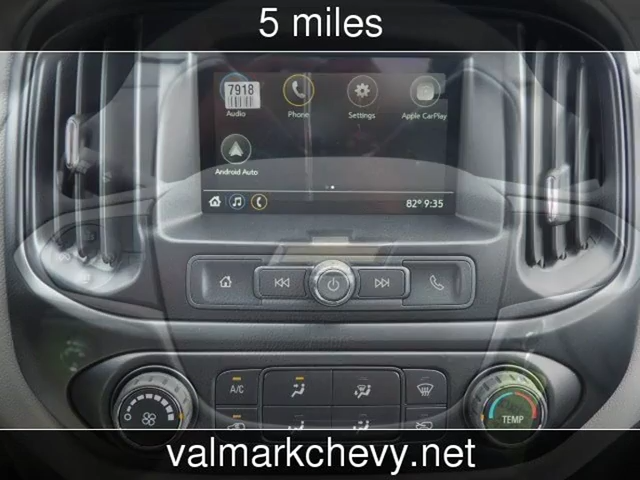 5 miles
7918
Audio
Phone
Settings
Apple CarPlay
Android Auto
82° 9:35
A/C
TEMP
valmarkchevy.net